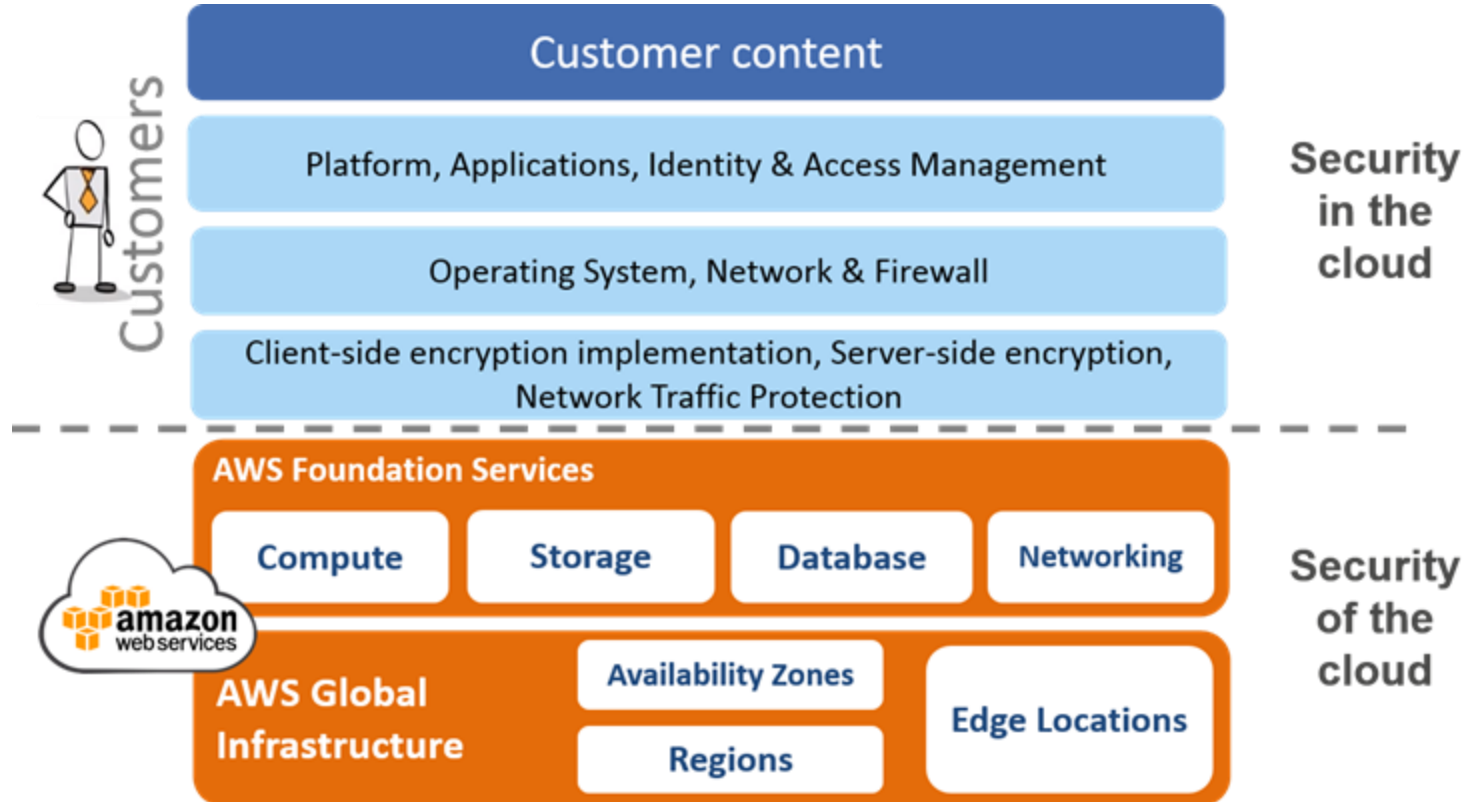 Customer content
Customers
Platform, Applications, Identity & Access Management
Security
in the
cloud
Operating System, Network & Firewall
Client-side encryption implementation, Server-side encryption,
Network Traffic Protection
AWS Foundation Services
Compute
Storage
Database
Networking
amazon
webservices
Security
of the
cloud
AWS Global
Infrastructure
Availability Zones
Regions
Edge Locations